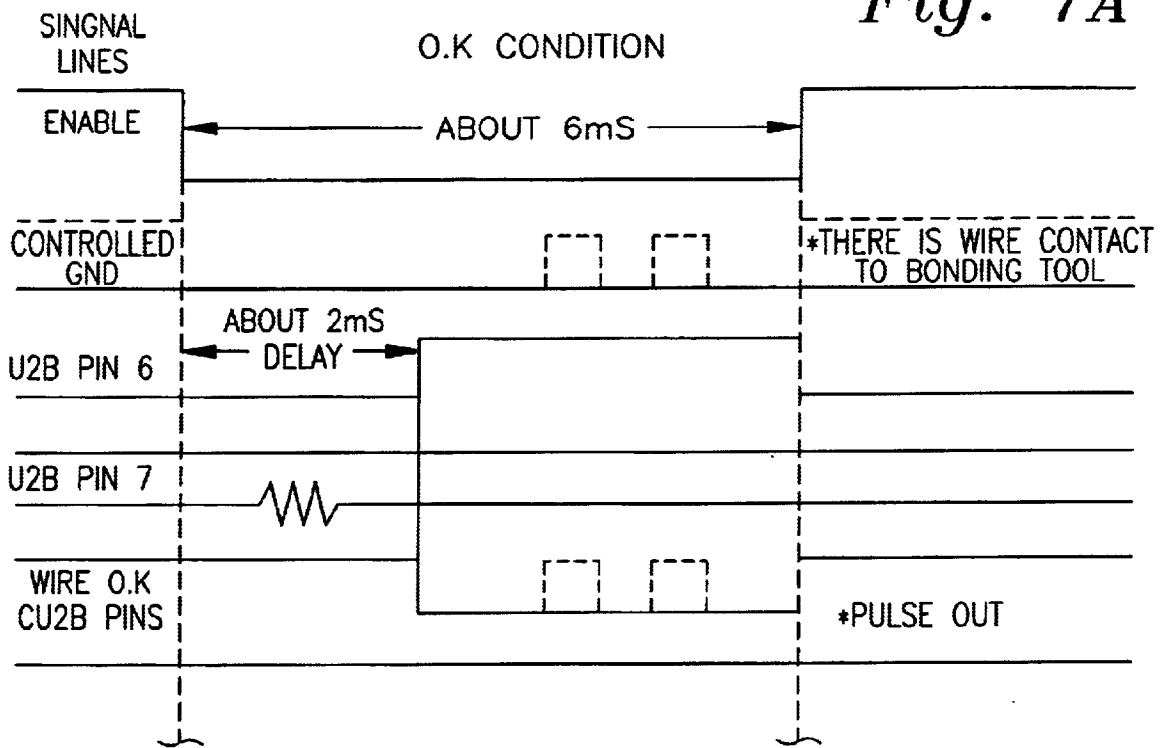 Fig. 7A
SINGNAL
LINES
O.K CONDITION
ENABLE
ABOUT 6mS
CONTROLLED
GND
*THERE IS WIRE CONTACT
TO BONDING TOOL
ABOUT 2mS
DELAY
U2B PIN 6
U2B PIN 7
WIRE O.K
CU2B PINS
*PULSE OUT